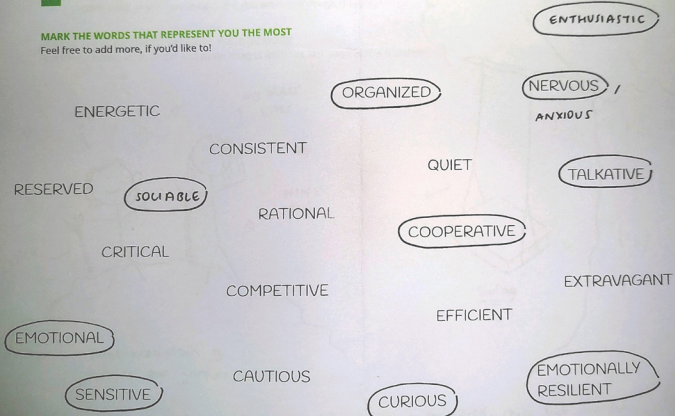 ENTHUSIASTIC
MARK THE WORDS THAT REPRESENT YOU THE MOST
Feel free to add more, if you'd like to!
NERVOUS /
ORGANIZED
ENERGETIC
ANXIOUS
CONSISTENT
QUIET
TALKATIVE
RESERVED
SOCIABLE
RATIONAL
COOPERATIVE
CRITICAL
EXTRAVAGANT
COMPETITIVE
EFFICIENT
EMOTIONAL
EMOTIONALLY
RESILIENT
CAUTIOUS
SENSITIVE
CURIOUS